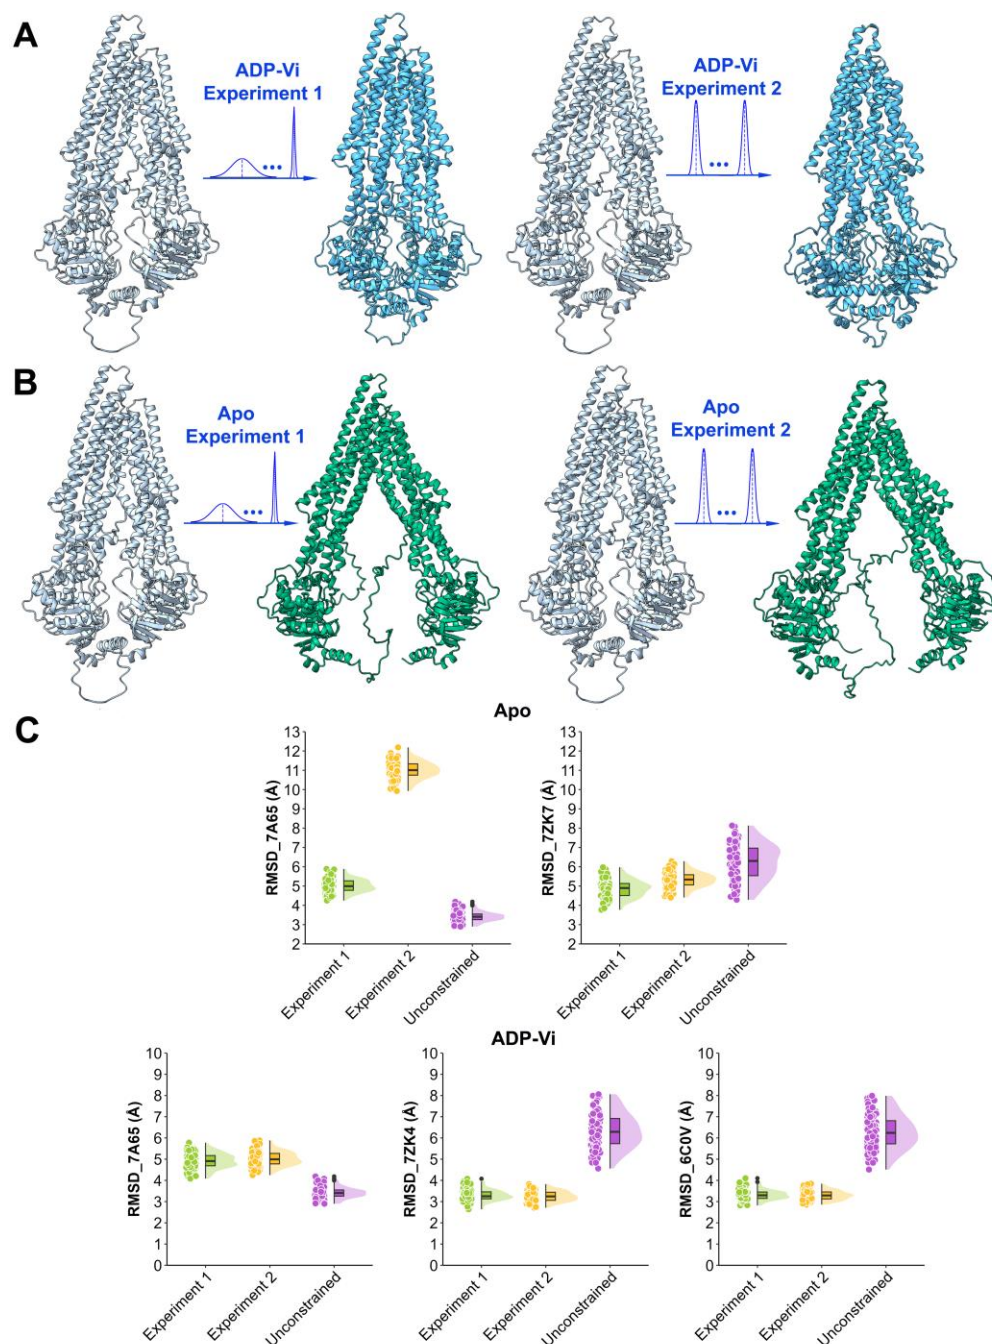 A
ADP-Vi
Experiment 1
ADP-Vi
Experiment 2
B
Apo
Experiment 1
Apo
Experiment 2
C
Apo
RMSD_7A65 (Å)
13
12
11
10
9
8
7
6
5
4
3
2
Experiment 1
Experiment 2
Unconstrained
RMSD_7ZK7 (Å)
13
12
11
10
9
8
7
6
5
4
3
2
Experiment 1
Experiment 2
Unconstrained
ADP-Vi
RMSD_7A65 (Å)
10
9
8
7
6
5
4
3
2
1
0
Experiment 1
Experiment 2
Unconstrained
RMSD_7ZK4 (Å)
10
9
8
7
6
5
4
3
2
1
0
Experiment 1
Experiment 2
Unconstrained
RMSD_6C0V (Å)
10
9
8
7
6
5
4
3
2
1
0
Experiment 1
Experiment 2
Unconstrained